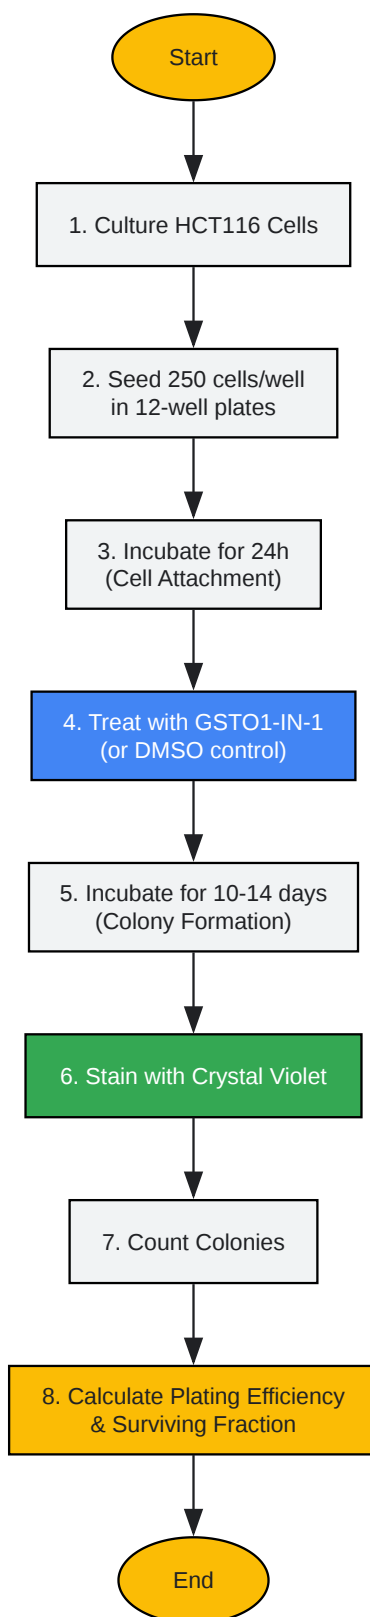 Start
1. Culture HCT116 Cells
2. Seed 250 cells/well
in 12-well plates
3. Incubate for 24h
(Cell Attachment)
4. Treat with GSTO1-IN-1
(or DMSO control)
5. Incubate for 10-14 days
(Colony Formation)
6. Stain with Crystal Violet
7. Count Colonies
8. Calculate Plating Efficiency
& Surviving Fraction
End